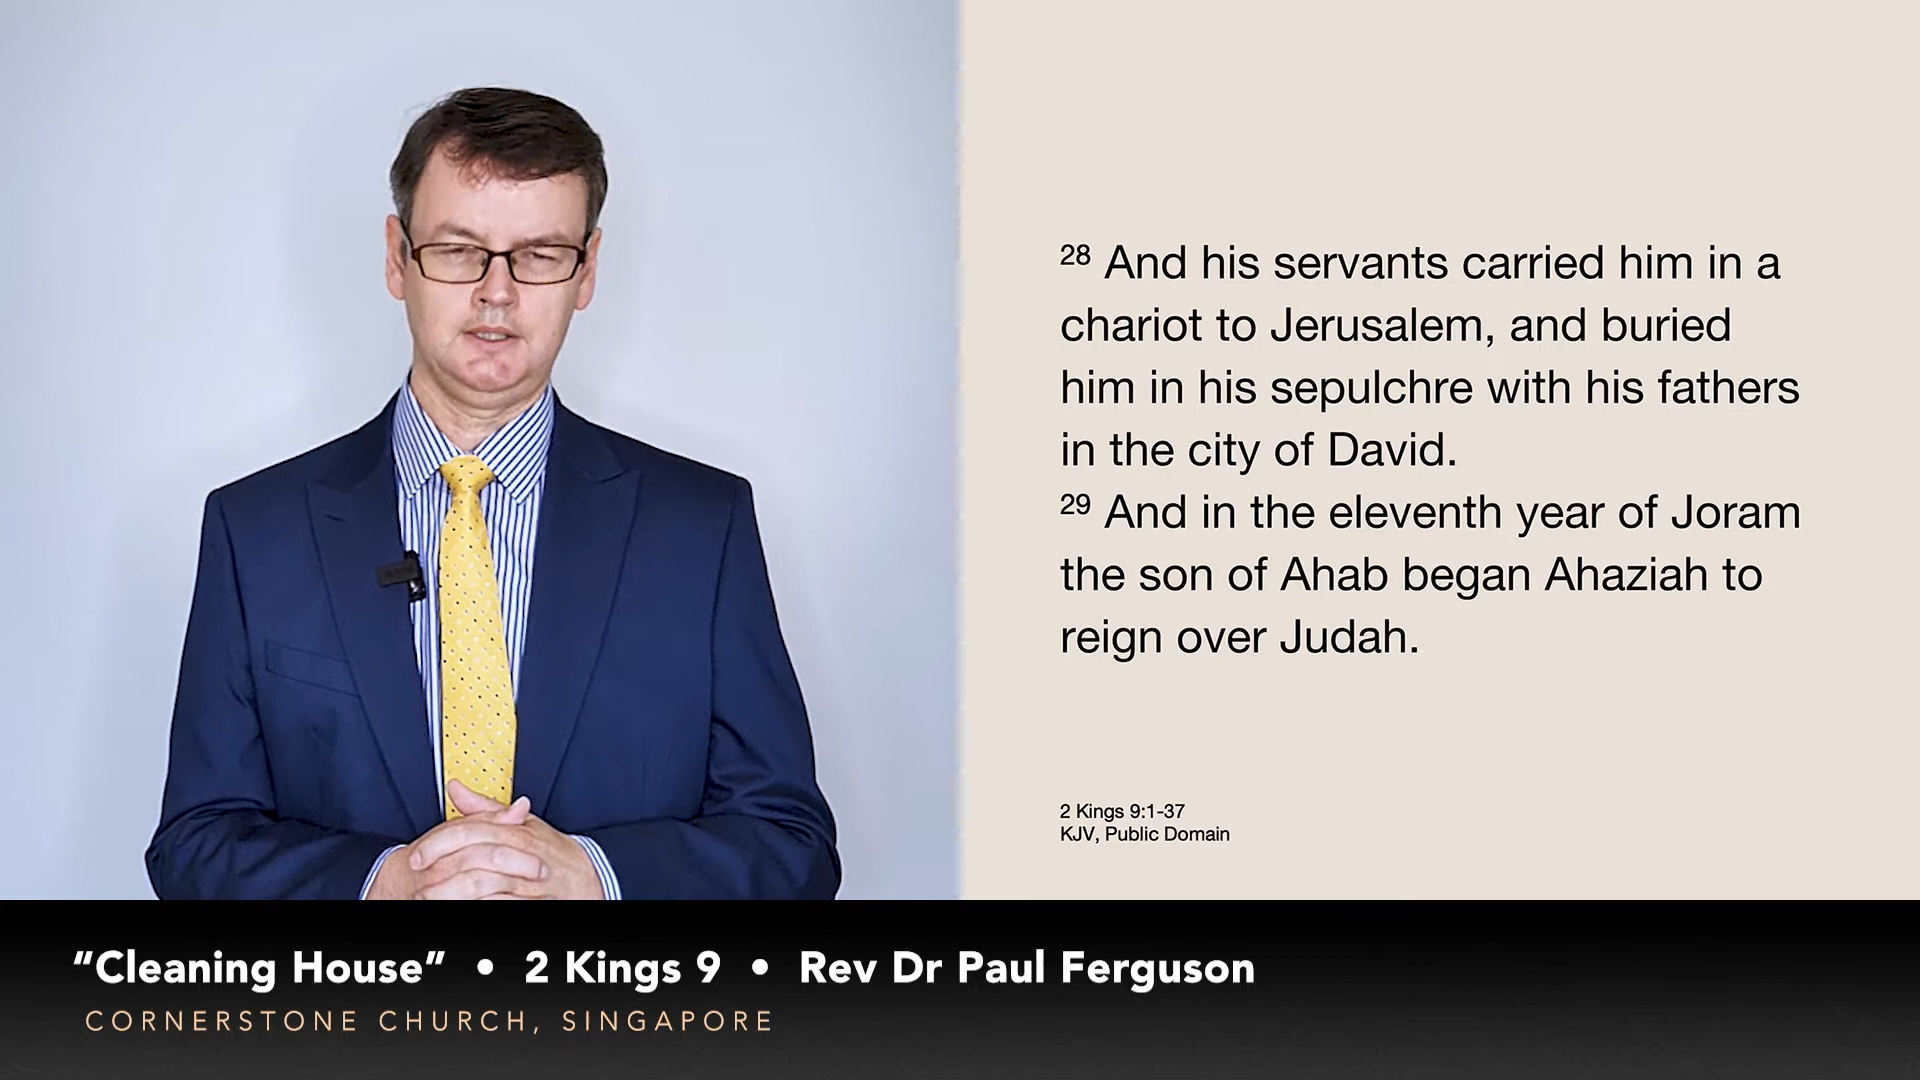 28 And his servants carried him in a
chariot to Jerusalem, and buried
him in his sepulchre with his fathers
in the city of David.
29 And in the eleventh year of Joram
the son of Ahab began Ahaziah to
reign over Judah.
2 Kings 9:1-37
KJV, Public Domain
“Cleaning House” • 2 Kings 9 • Rev Dr Paul Ferguson
CORNERSTONE CHURCH, SINGAPORE